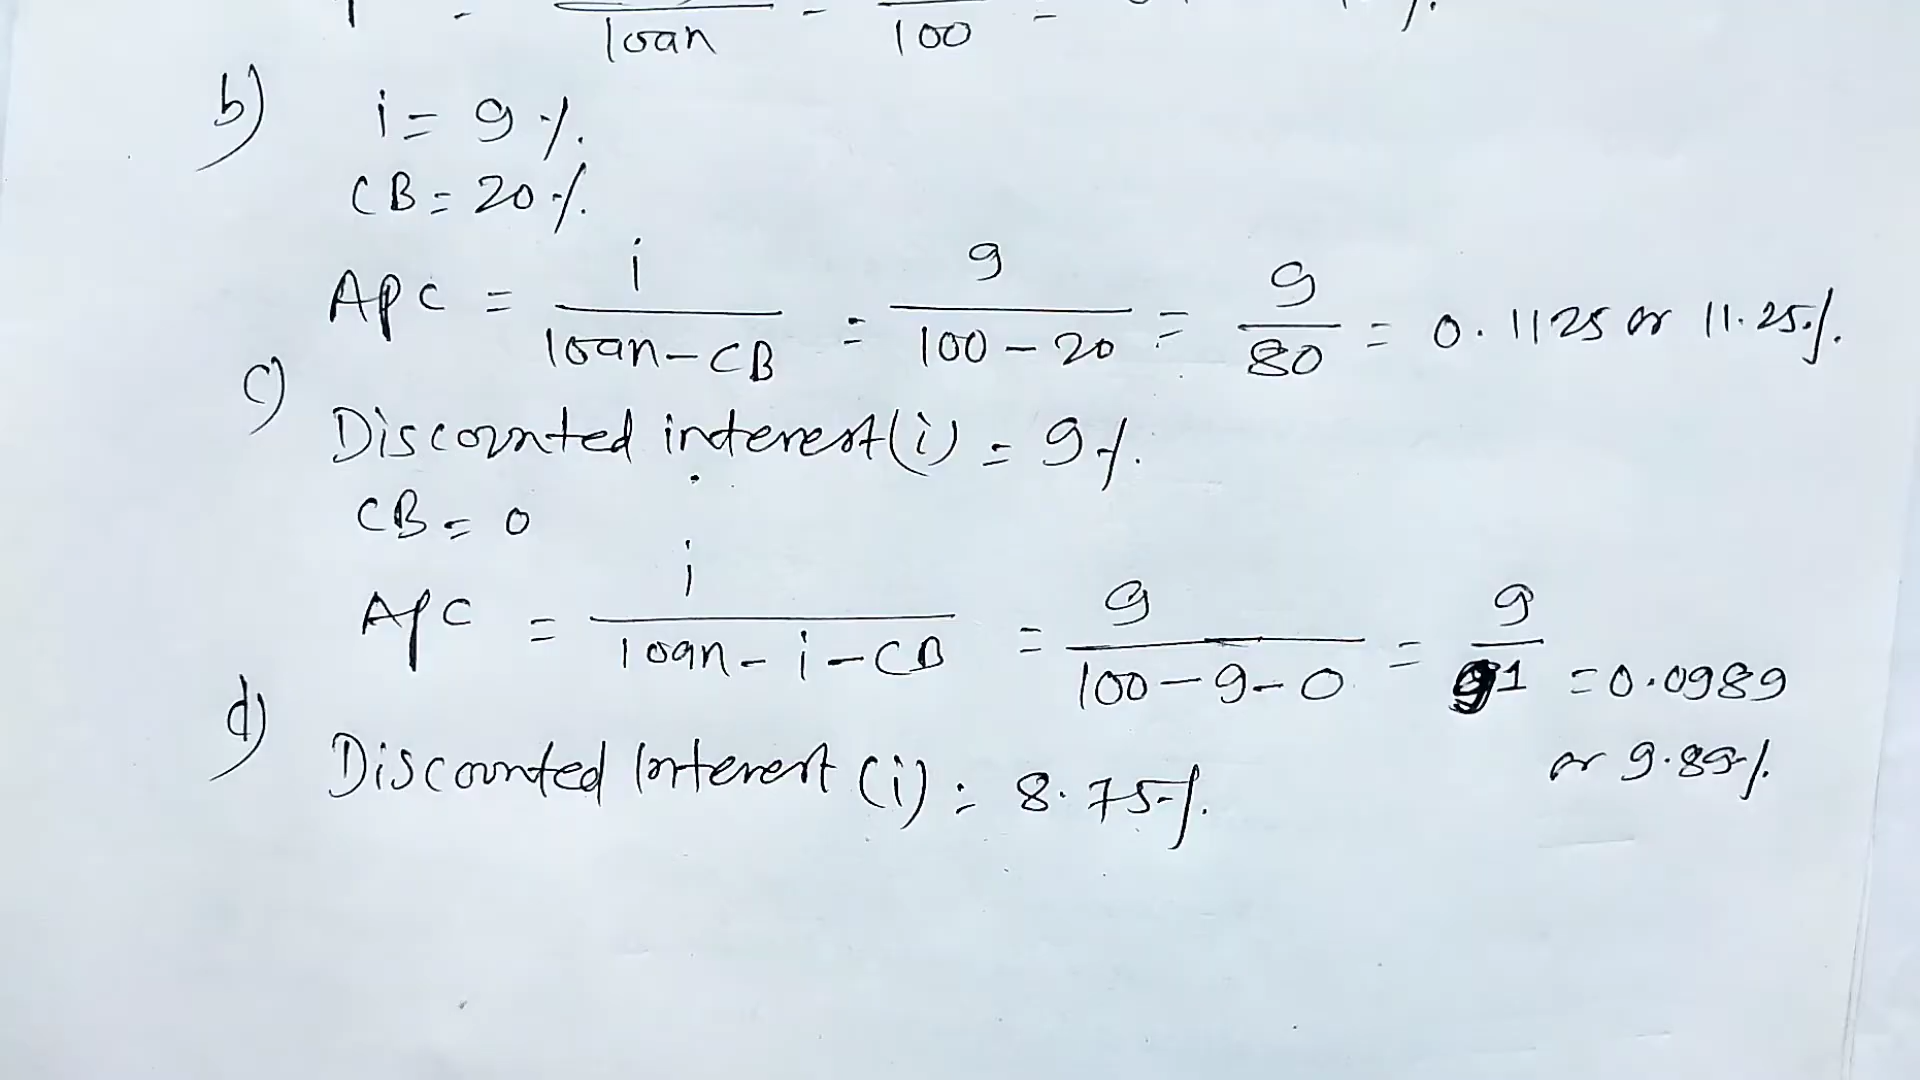 loan 100
b) i = 9%.
CB = 20%.
APC = i / loan - CB = 9 / 100 - 20 = 9 / 80 = 0.1125 or 11.25%.
c) Discounted interest (i) = 9%.
CB = 0
APC = i / loan - i - CB = 9 / 100 - 9 - 0 = 9 / 91 = 0.0989
or 9.89%.
d) Discounted Interest (i) = 8.75%.